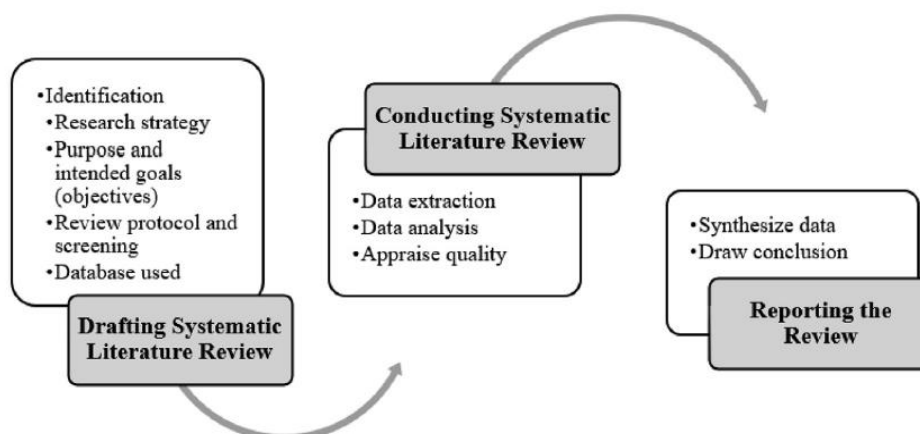 •Identification
•Research strategy
•Purpose and
intended goals
(objectives)
•Review protocol and
screening
•Database used
Drafting Systematic
Literature Review
Conducting Systematic
Literature Review
•Data extraction
•Data analysis
•Appraise quality
•Synthesize data
•Draw conclusion
Reporting the
Review